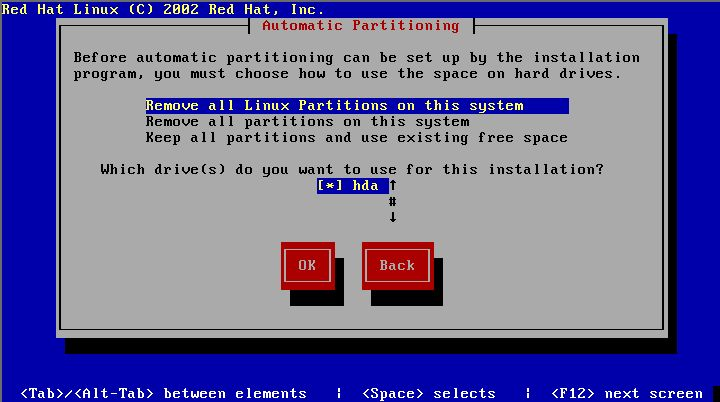 Red Hat Linux (C) 2002 Red Hat, Inc.
Automatic Partitioning
Before automatic partitioning can be set up by the installation
program, you must choose how to use the space on hard drives.
Remove all Linux Partitions on this system
Remove all partitions on this system
Keep all partitions and use existing free space
Which drive(s) do you want to use for this installation?
[*] hda ↑
#
↓
OK Back
<Tab>/<Alt-Tab> between elements | <Space> selects | <F12> next screen